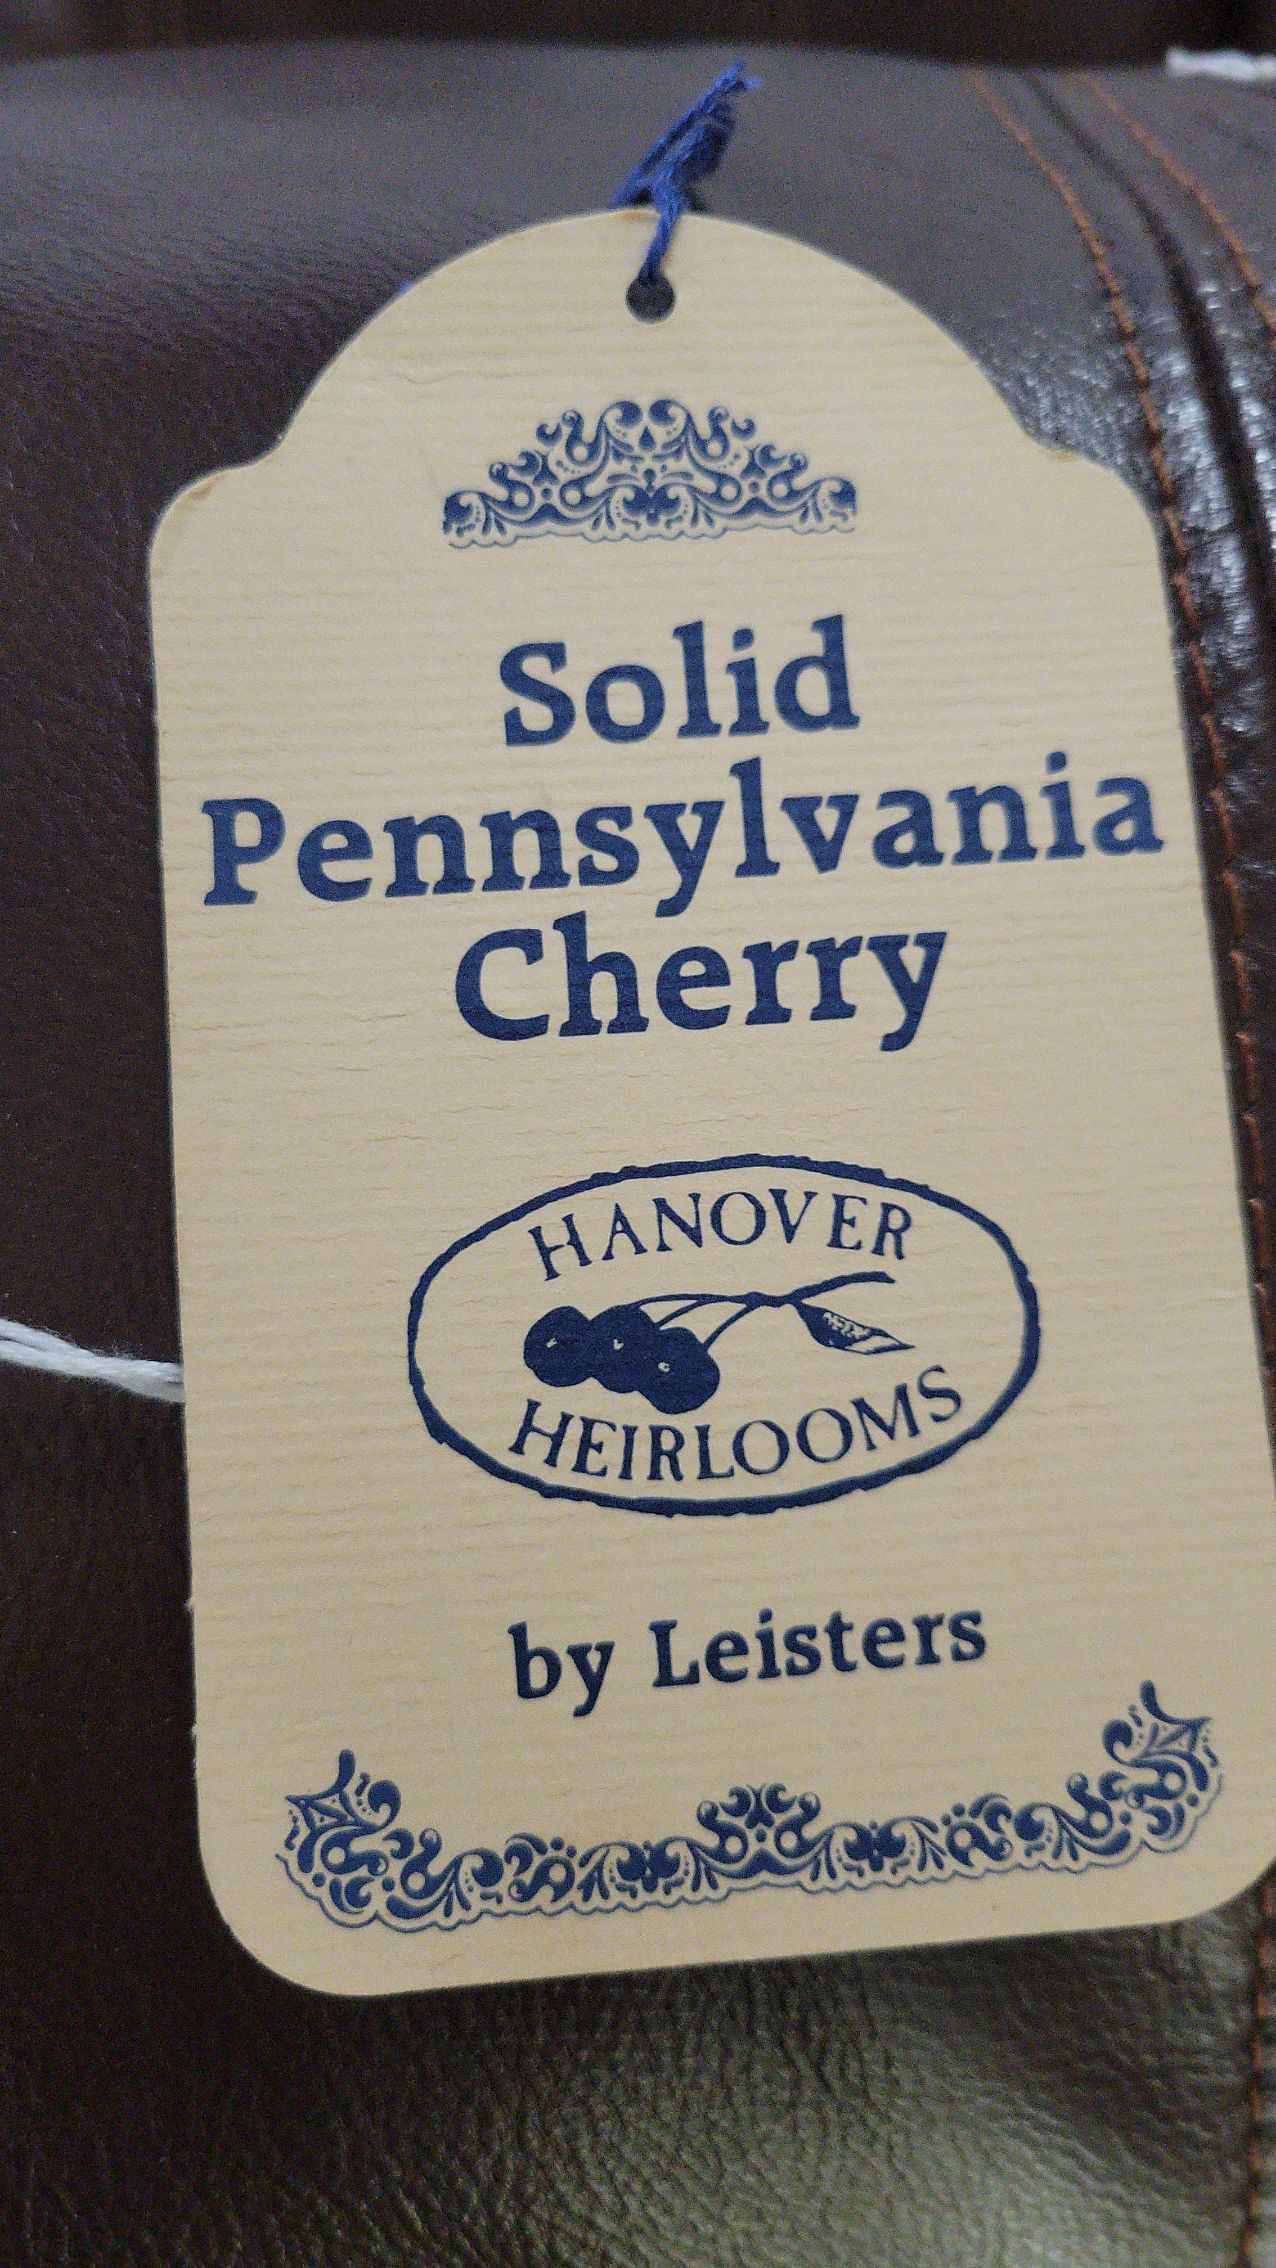 Solid
Pennsylvania
Cherry
HANOVER
HEIRLOOMS
by Leisters